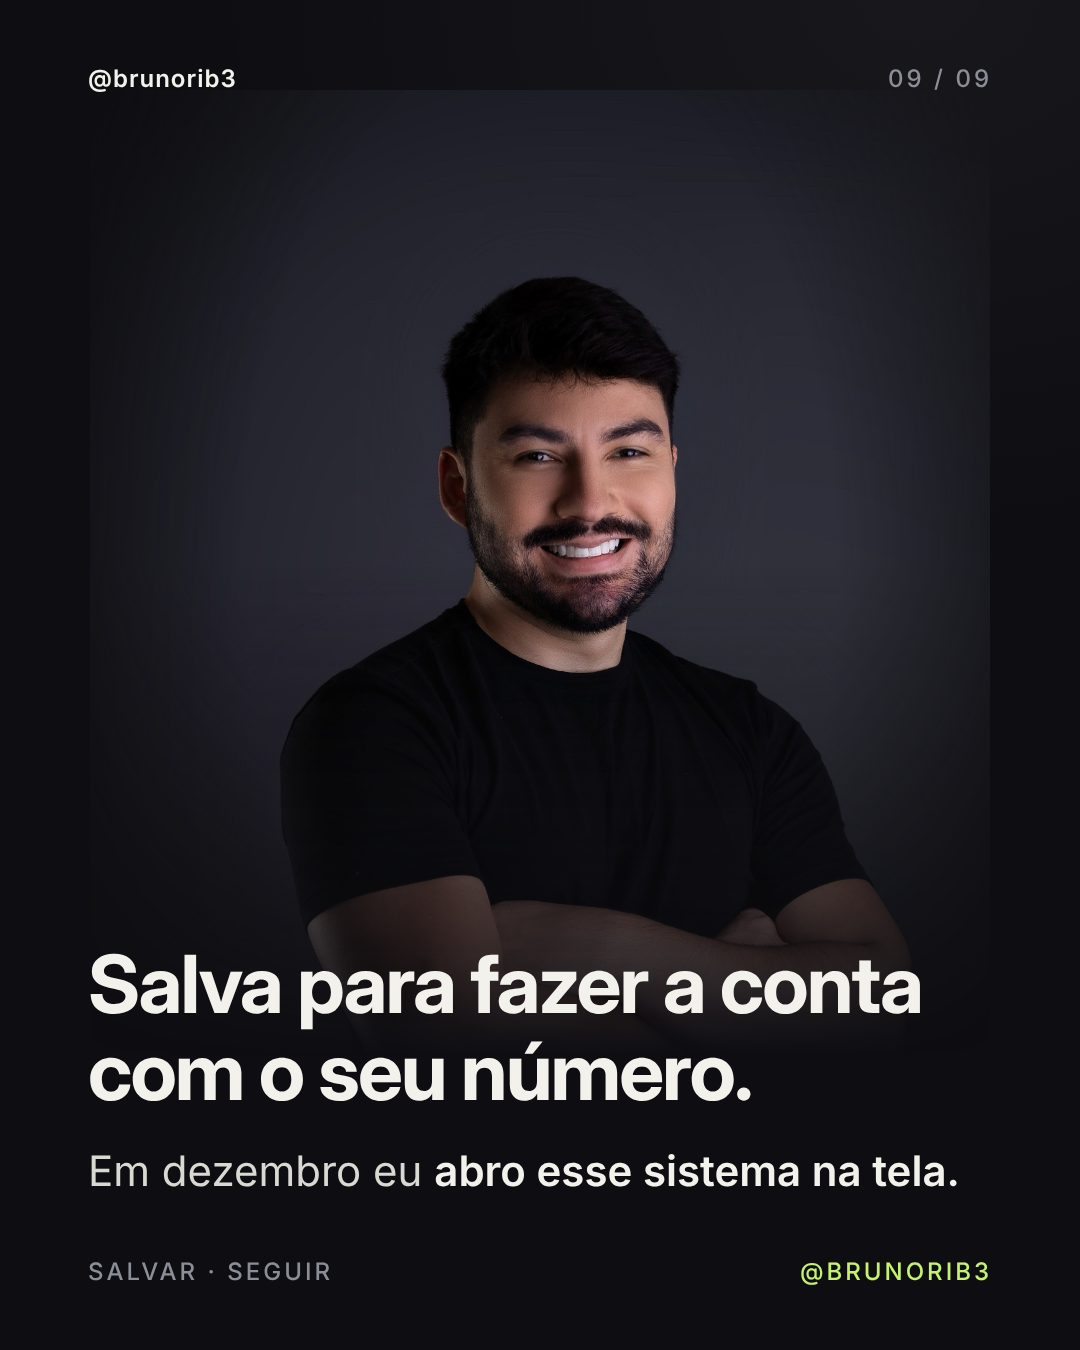 @brunorib3
09 / 09
Salva para fazer a conta
com o seu número.
Em dezembro eu abro esse sistema na tela.
SALVAR · SEGUIR
@BRUNORIB3